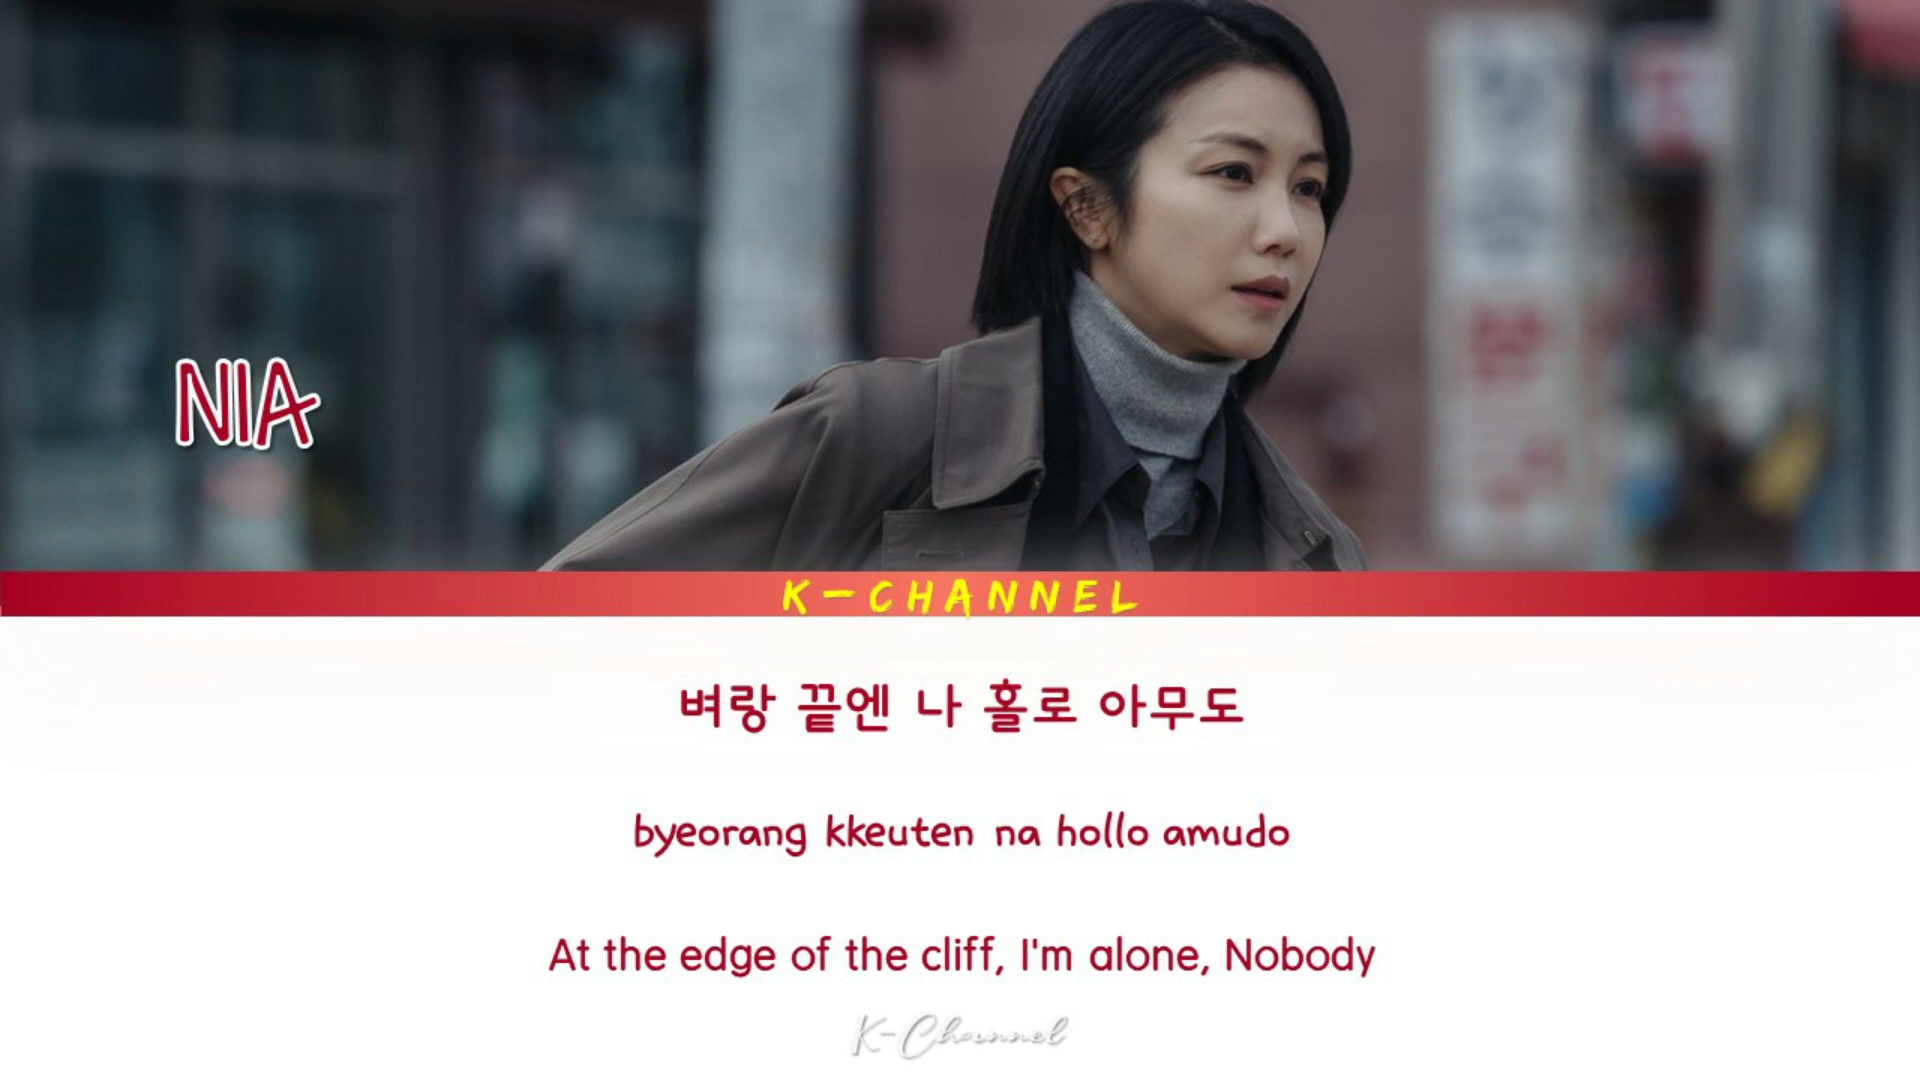 NIA
K-CHANNEL
벼랑 끝엔 나 홀로 아무도
byeorang kkeuten na hollo amudo
At the edge of the cliff, I'm alone, Nobody
K-Channel